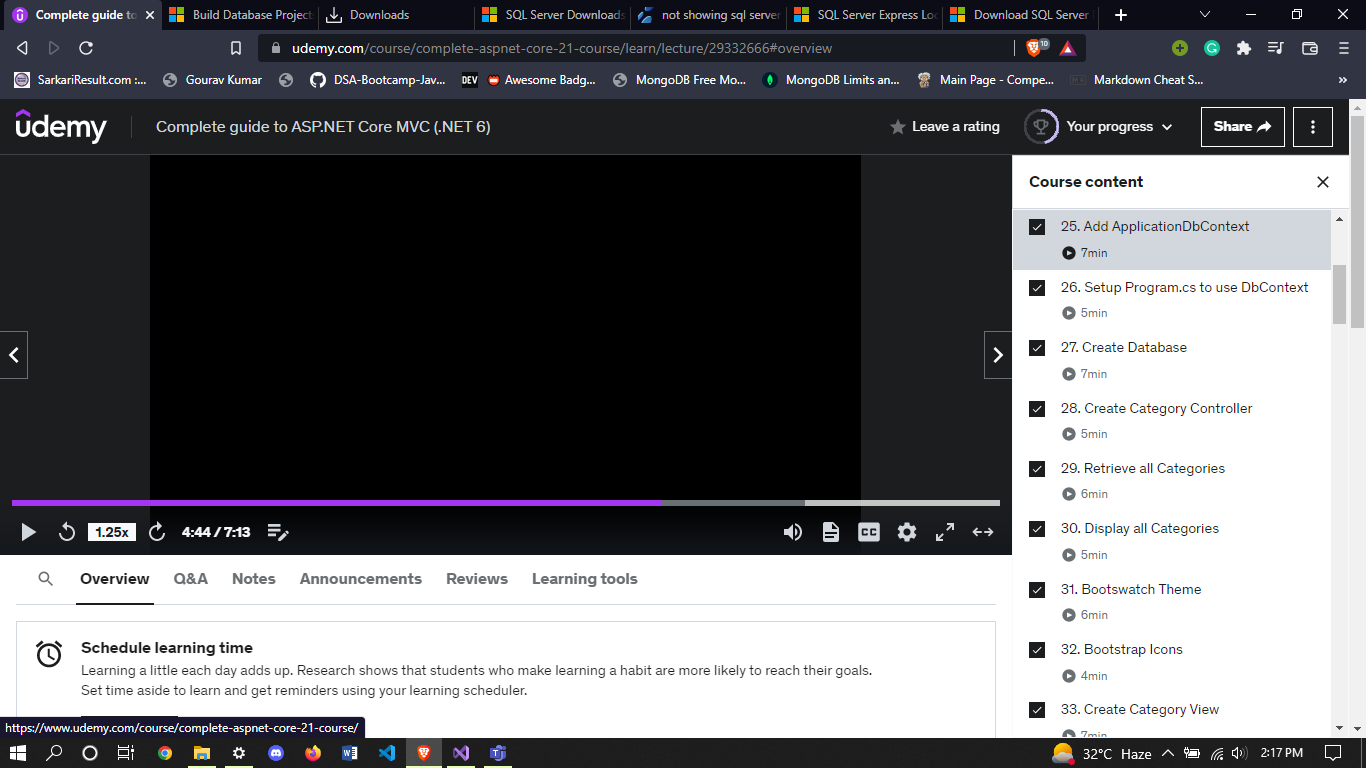 Complete guide to
Build Database Project
Downloads
SQL Server Downloads
not showing sql server
SQL Server Express Loc
Download SQL Server
udemy.com/course/complete-aspnet-core-21-course/learn/lecture/29332666#overview
10
SarkariResult.com :...
Gourav Kumar
DSA-Bootcamp-Jav...
DEV
Awesome Badg...
MongoDB Free Mo...
MongoDB Limits an...
Main Page - Compe...
Markdown Cheat S...
»
udemy
Complete guide to ASP.NET Core MVC (.NET 6)
Leave a rating
Your progress
Share
Course content
25. Add ApplicationDbContext
7min
26. Setup Program.cs to use DbContext
5min
27. Create Database
7min
28. Create Category Controller
5min
29. Retrieve all Categories
6min
30. Display all Categories
5min
31. Bootswatch Theme
6min
32. Bootstrap Icons
4min
33. Create Category View
7min
1.25x
4:44 / 7:13
CC
Overview
Q&A
Notes
Announcements
Reviews
Learning tools
Schedule learning time
Learning a little each day adds up. Research shows that students who make learning a habit are more likely to reach their goals.
Set time aside to learn and get reminders using your learning scheduler.
https://www.udemy.com/course/complete-aspnet-core-21-course/
32°C Haze
2:17 PM